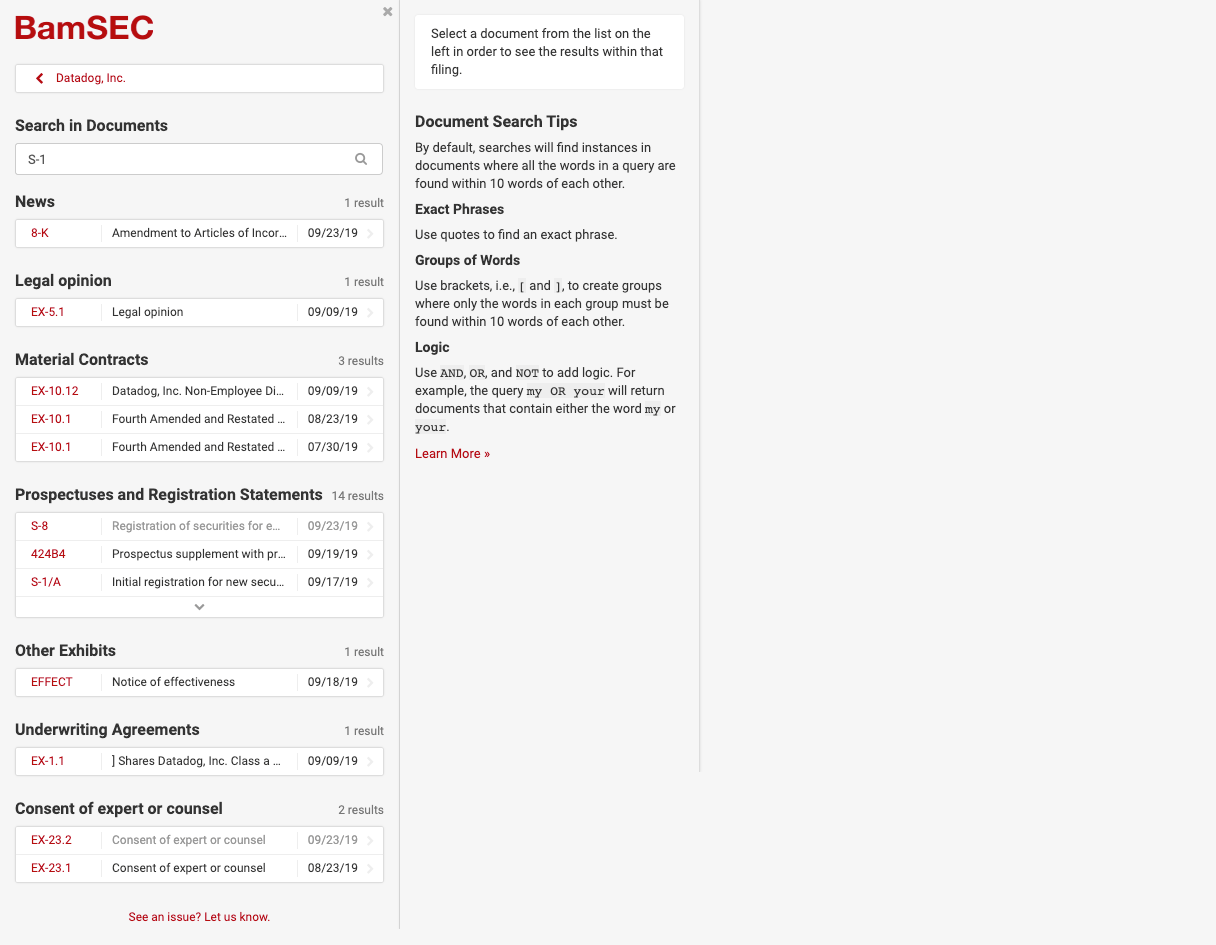 BamSEC
Datadog, Inc.
Search in Documents
S-1
News 1 result
8-K Amendment to Articles of Incor... 09/23/19
Legal opinion 1 result
EX-5.1 Legal opinion 09/09/19
Material Contracts 3 results
EX-10.12 Datadog, Inc. Non-Employee Di... 09/09/19
EX-10.1 Fourth Amended and Restated ... 08/23/19
EX-10.1 Fourth Amended and Restated ... 07/30/19
Prospectuses and Registration Statements 14 results
S-8 Registration of securities for e... 09/23/19
424B4 Prospectus supplement with pr... 09/19/19
S-1/A Initial registration for new secu... 09/17/19
Other Exhibits 1 result
EFFECT Notice of effectiveness 09/18/19
Underwriting Agreements 1 result
EX-1.1 ] Shares Datadog, Inc. Class a ... 09/09/19
Consent of expert or counsel 2 results
EX-23.2 Consent of expert or counsel 09/23/19
EX-23.1 Consent of expert or counsel 08/23/19
See an issue? Let us know.
Select a document from the list on the
left in order to see the results within that
filing.
Document Search Tips
By default, searches will find instances in
documents where all the words in a query are
found within 10 words of each other.
Exact Phrases
Use quotes to find an exact phrase.
Groups of Words
Use brackets, i.e., [ and ], to create groups
where only the words in each group must be
found within 10 words of each other.
Logic
Use AND, OR, and NOT to add logic. For
example, the query my OR your will return
documents that contain either the word my or
your.
Learn More »